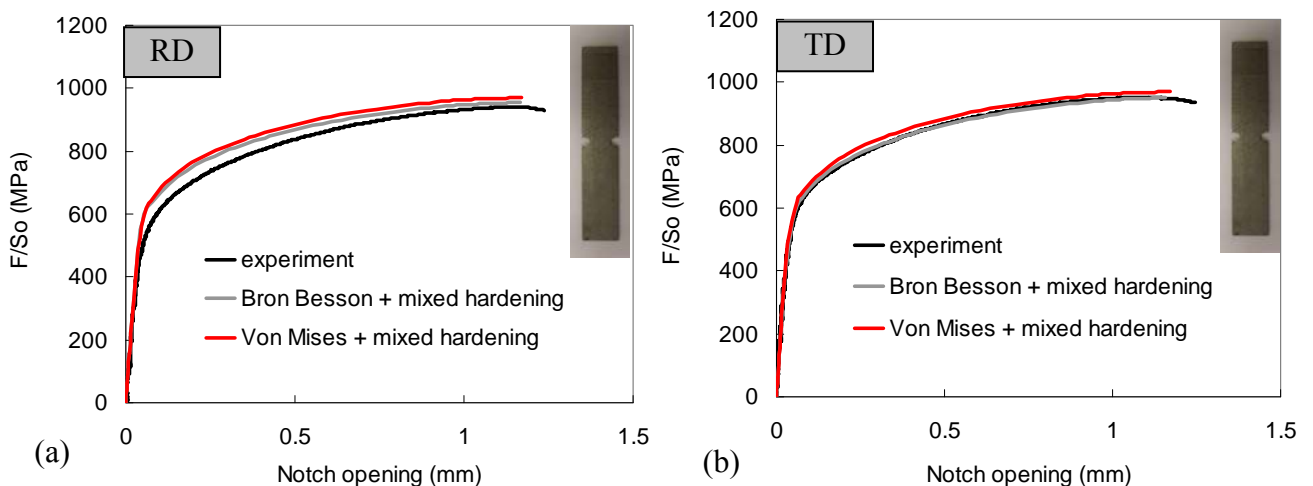 RD
F/So (MPa)
1200
1000
800
600
400
200
0
experiment
Bron Besson + mixed hardening
Von Mises + mixed hardening
0 0.5 1 1.5
(a)
Notch opening (mm)
TD
F/So (MPa)
1200
1000
800
600
400
200
0
experiment
Bron Besson + mixed hardening
Von Mises + mixed hardening
0 0.5 1 1.5
(b)
Notch opening (mm)